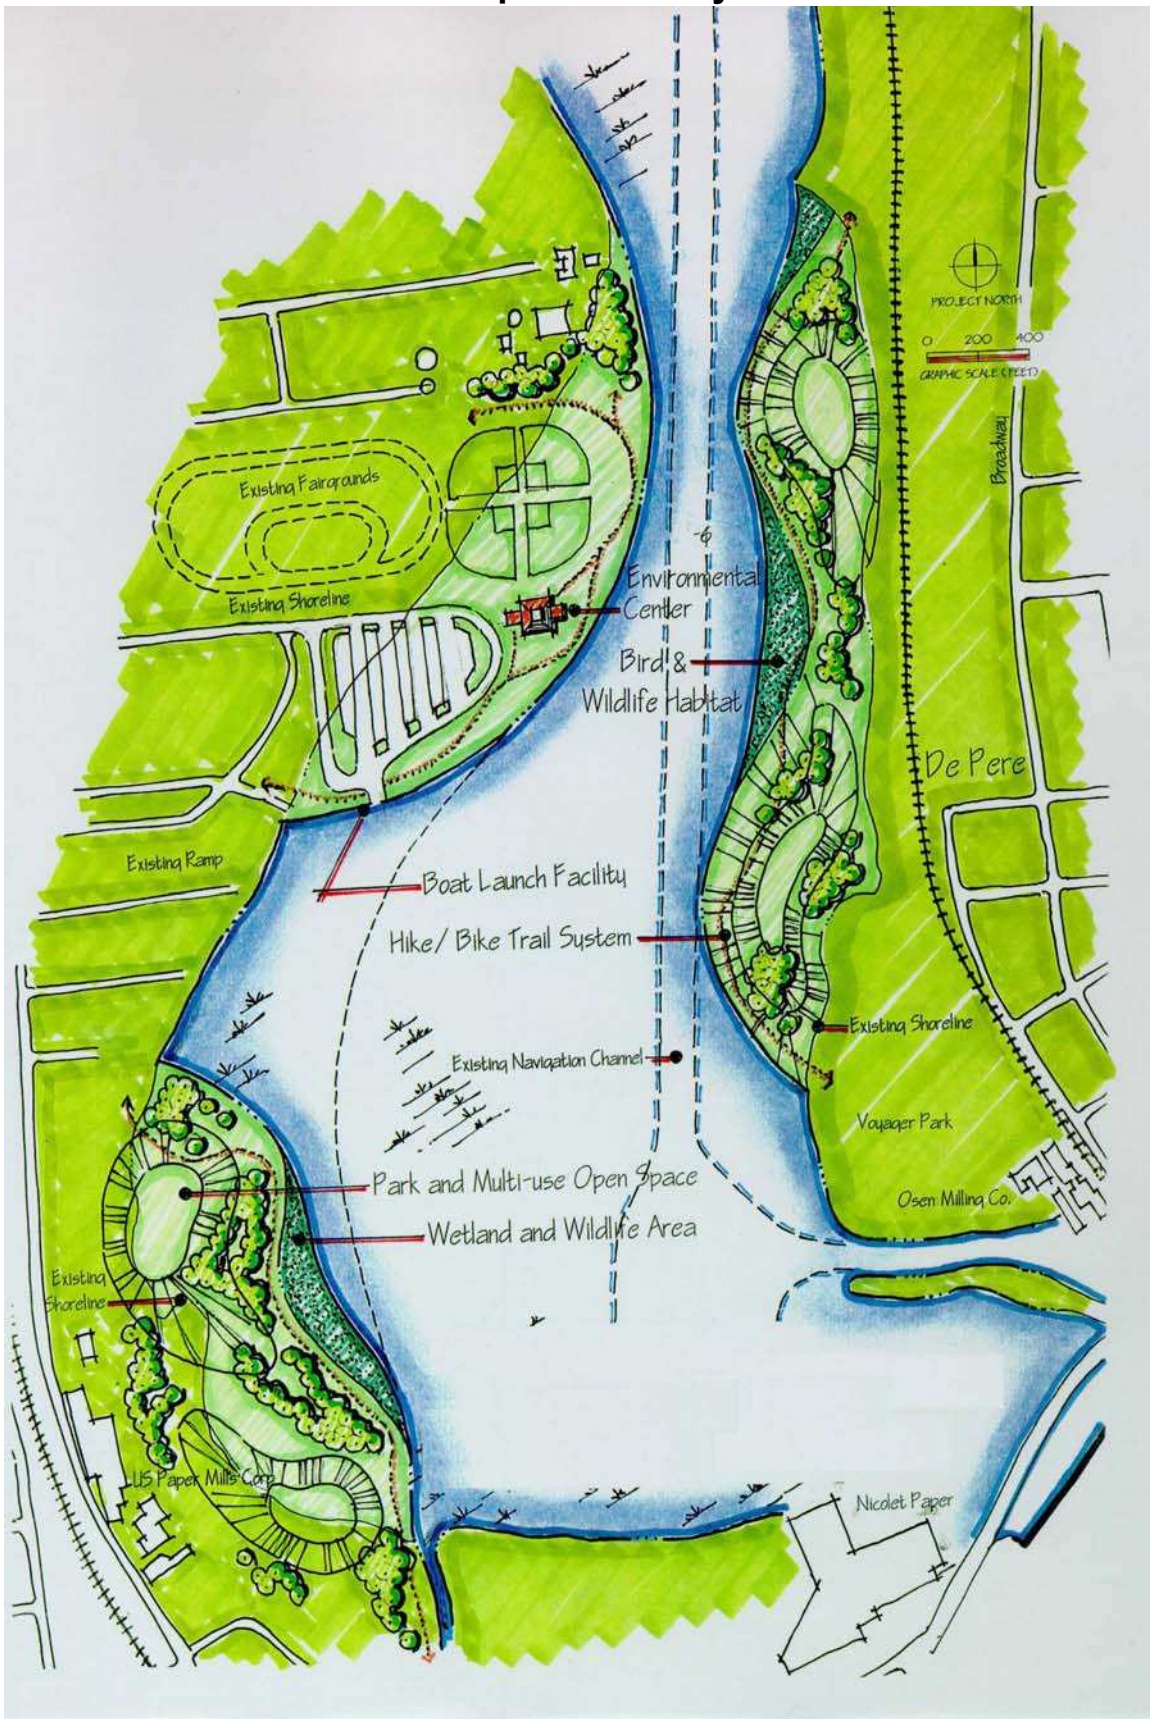 PROJECT NORTH
0 200 400
GRAPHIC SCALE (FEET)
Broadway
Existing Fairgrounds
-6
Environmental
Center
Existing Shoreline
Bird &
Wildlife Habitat
De Pere
Existing Ramp
Boat Launch Facility
Hike/ Bike Trail System
Existing Shoreline
Existing Navigation Channel
Voyager Park
Park and Multi-use Open Space
Osen Milling Co.
Wetland and Wildlife Area
Existing
Shoreline
US Paper Mills Corp
Nicolet Paper